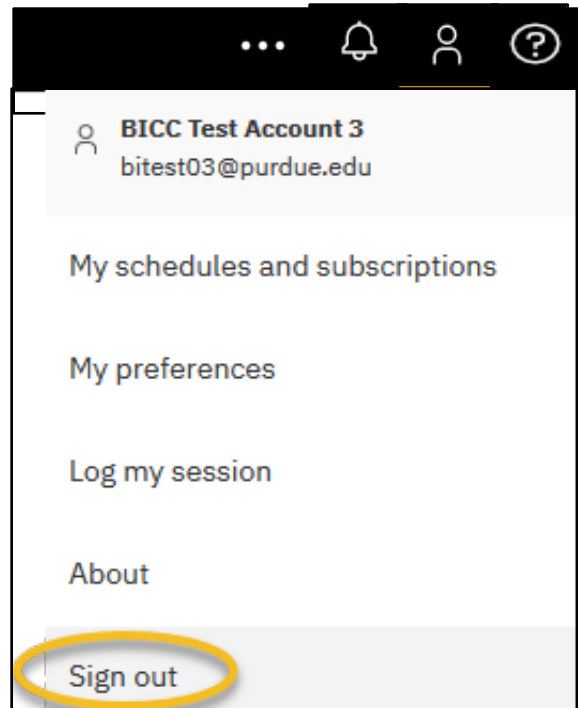 BICC Test Account 3
bitest03@purdue.edu
My schedules and subscriptions
My preferences
Log my session
About
Sign out